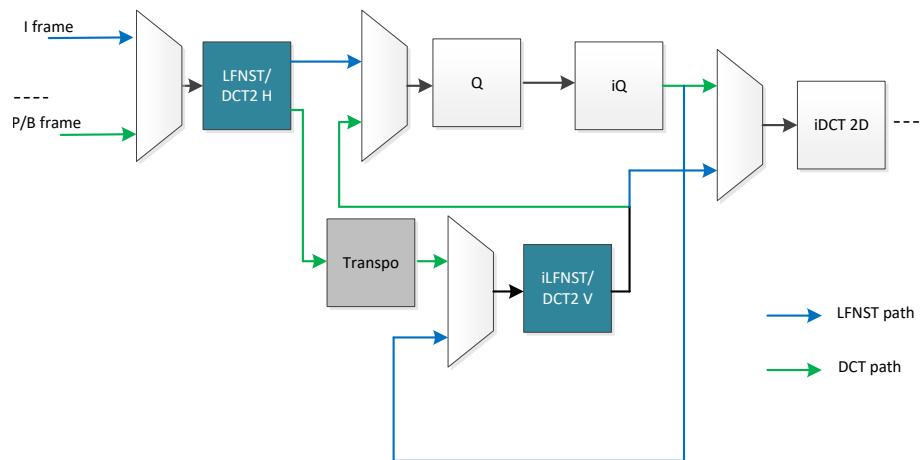 I frame
P/B frame
LFNST/
DCT2 H
Q
iQ
iDCT 2D
Transpo
iLFNST/
DCT2 V
LFNST path
DCT path